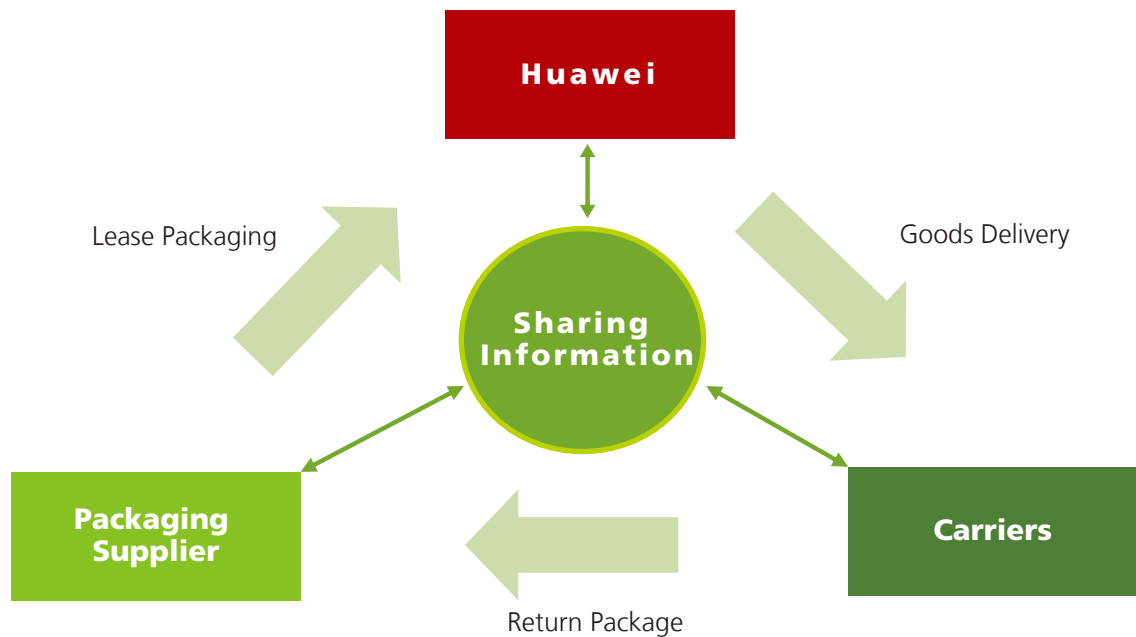 Huawei
Lease Packaging
Goods Delivery
Sharing
Information
Packaging
Supplier
Carriers
Return Package